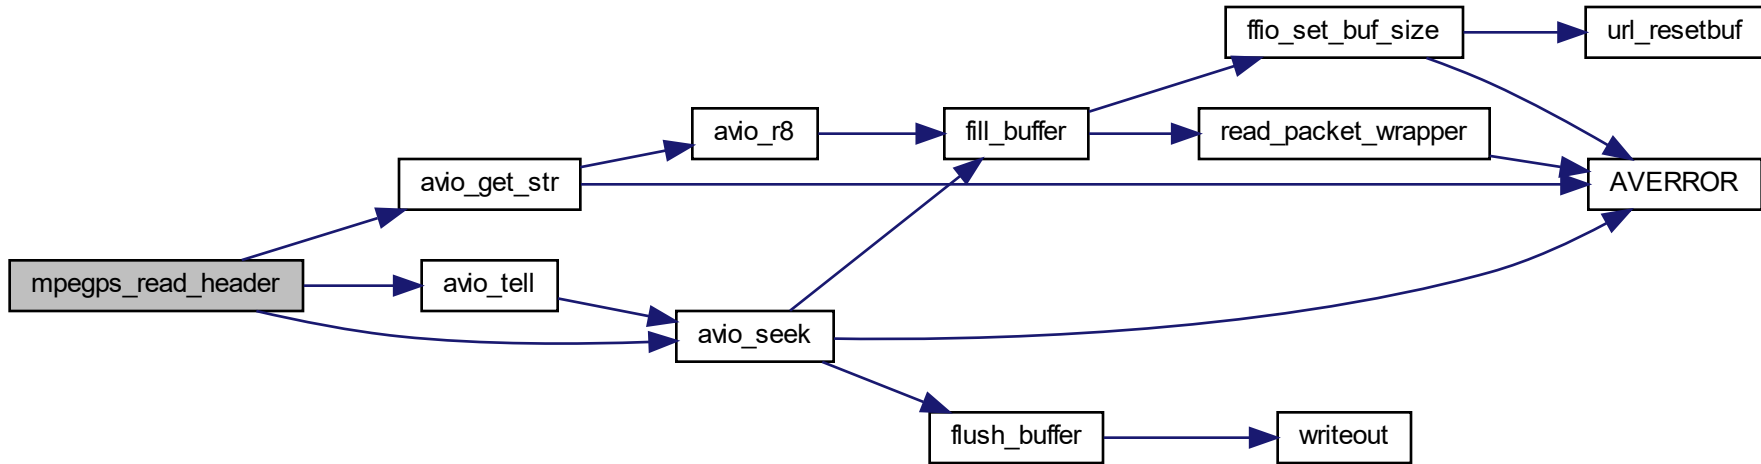 ffio_set_buf_size
url_resetbuf
avio_r8
fill_buffer
read_packet_wrapper
avio_get_str
AVERROR
mpegps_read_header
avio_tell
avio_seek
flush_buffer
writeout